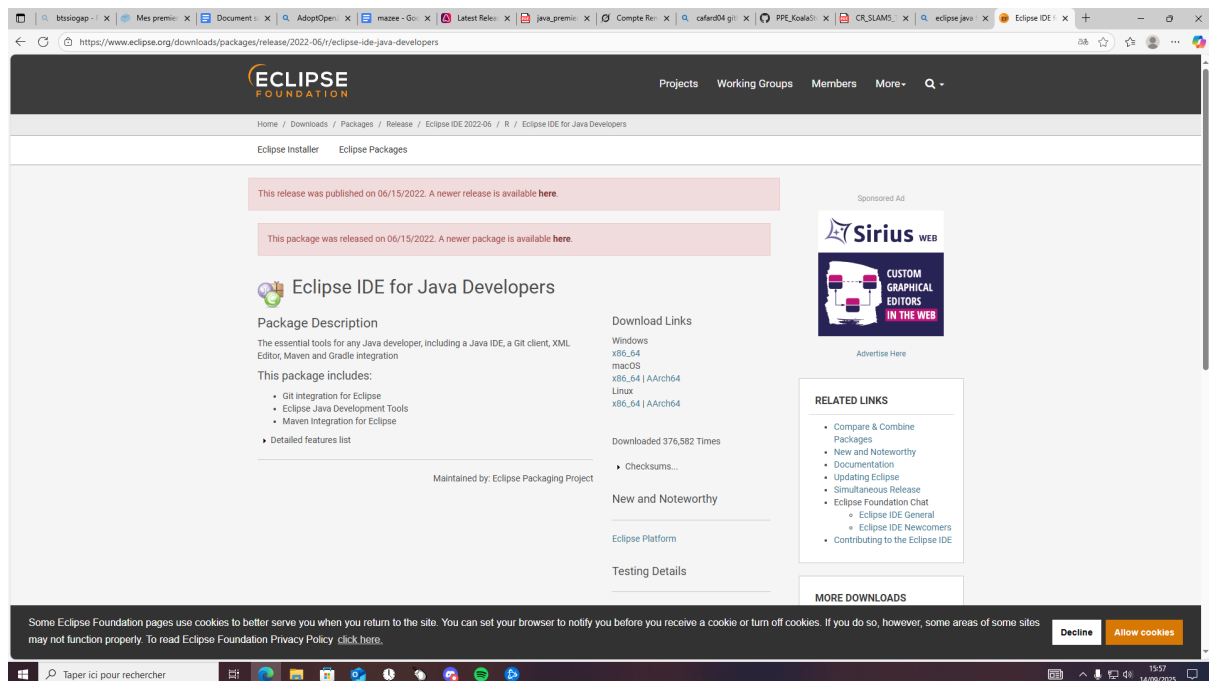 btssiogap - 
Mes premie
Document s
AdoptOpen
mazee - Goo
Latest Relea
java_premie
Compte Ren
cafard04 git
PPE_KoalaS
CR_SLAM5_
eclipse java
Eclipse IDE f
https://www.eclipse.org/downloads/packages/release/2022-06/r/eclipse-ide-java-developers
ECLIPSE
FOUNDATION
Projects Working Groups Members More
Home / Downloads / Packages / Release / Eclipse IDE 2022-06 / R / Eclipse IDE for Java Developers
Eclipse Installer Eclipse Packages
This release was published on 06/15/2022. A newer release is available here.
This package was released on 06/15/2022. A newer package is available here.
Eclipse IDE for Java Developers
Package Description
The essential tools for any Java developer, including a Java IDE, a Git client, XML
Editor, Maven and Gradle integration
This package includes:
• Git integration for Eclipse
• Eclipse Java Development Tools
• Maven Integration for Eclipse
Detailed features list
Maintained by: Eclipse Packaging Project
Download Links
Windows
x86_64
macOS
x86_64 | AArch64
Linux
x86_64 | AArch64
Downloaded 376,582 Times
Checksums...
New and Noteworthy
Eclipse Platform
Testing Details
Sponsored Ad
Sirius WEB
CUSTOM
GRAPHICAL
EDITORS
IN THE WEB
Advertise Here
RELATED LINKS
• Compare & Combine
Packages
• New and Noteworthy
• Documentation
• Updating Eclipse
• Simultaneous Release
• Eclipse Foundation Chat
Eclipse IDE General
Eclipse IDE Newcomers
• Contributing to the Eclipse IDE
MORE DOWNLOADS
Some Eclipse Foundation pages use cookies to better serve you when you return to the site. You can set your browser to notify you before you receive a cookie or turn off cookies. If you do so, however, some areas of some sites
may not function properly. To read Eclipse Foundation Privacy Policy click here.
Decline
Allow cookies
Taper ici pour rechercher
15:57
14/09/2025